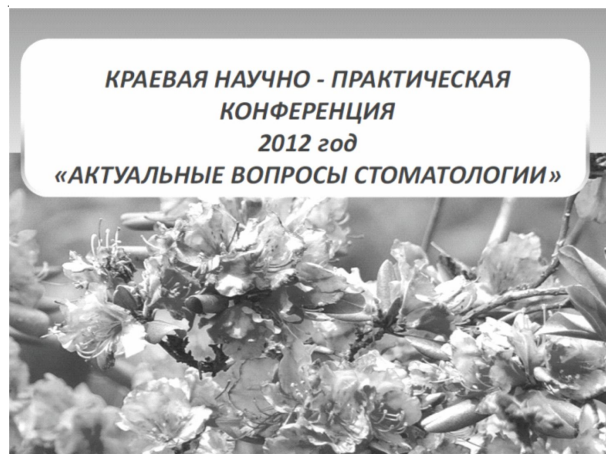 КРАЕВАЯ НАУЧНО - ПРАКТИЧЕСКАЯ
КОНФЕРЕНЦИЯ
2012 год
«АКТУАЛЬНЫЕ ВОПРОСЫ СТОМАТОЛОГИИ»